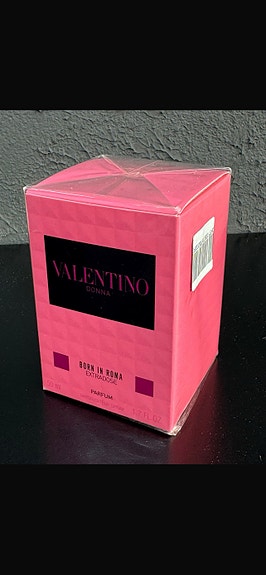 VALENTINO
DONNA
BORN IN ROMA
EXTRADOSE
PARFUM